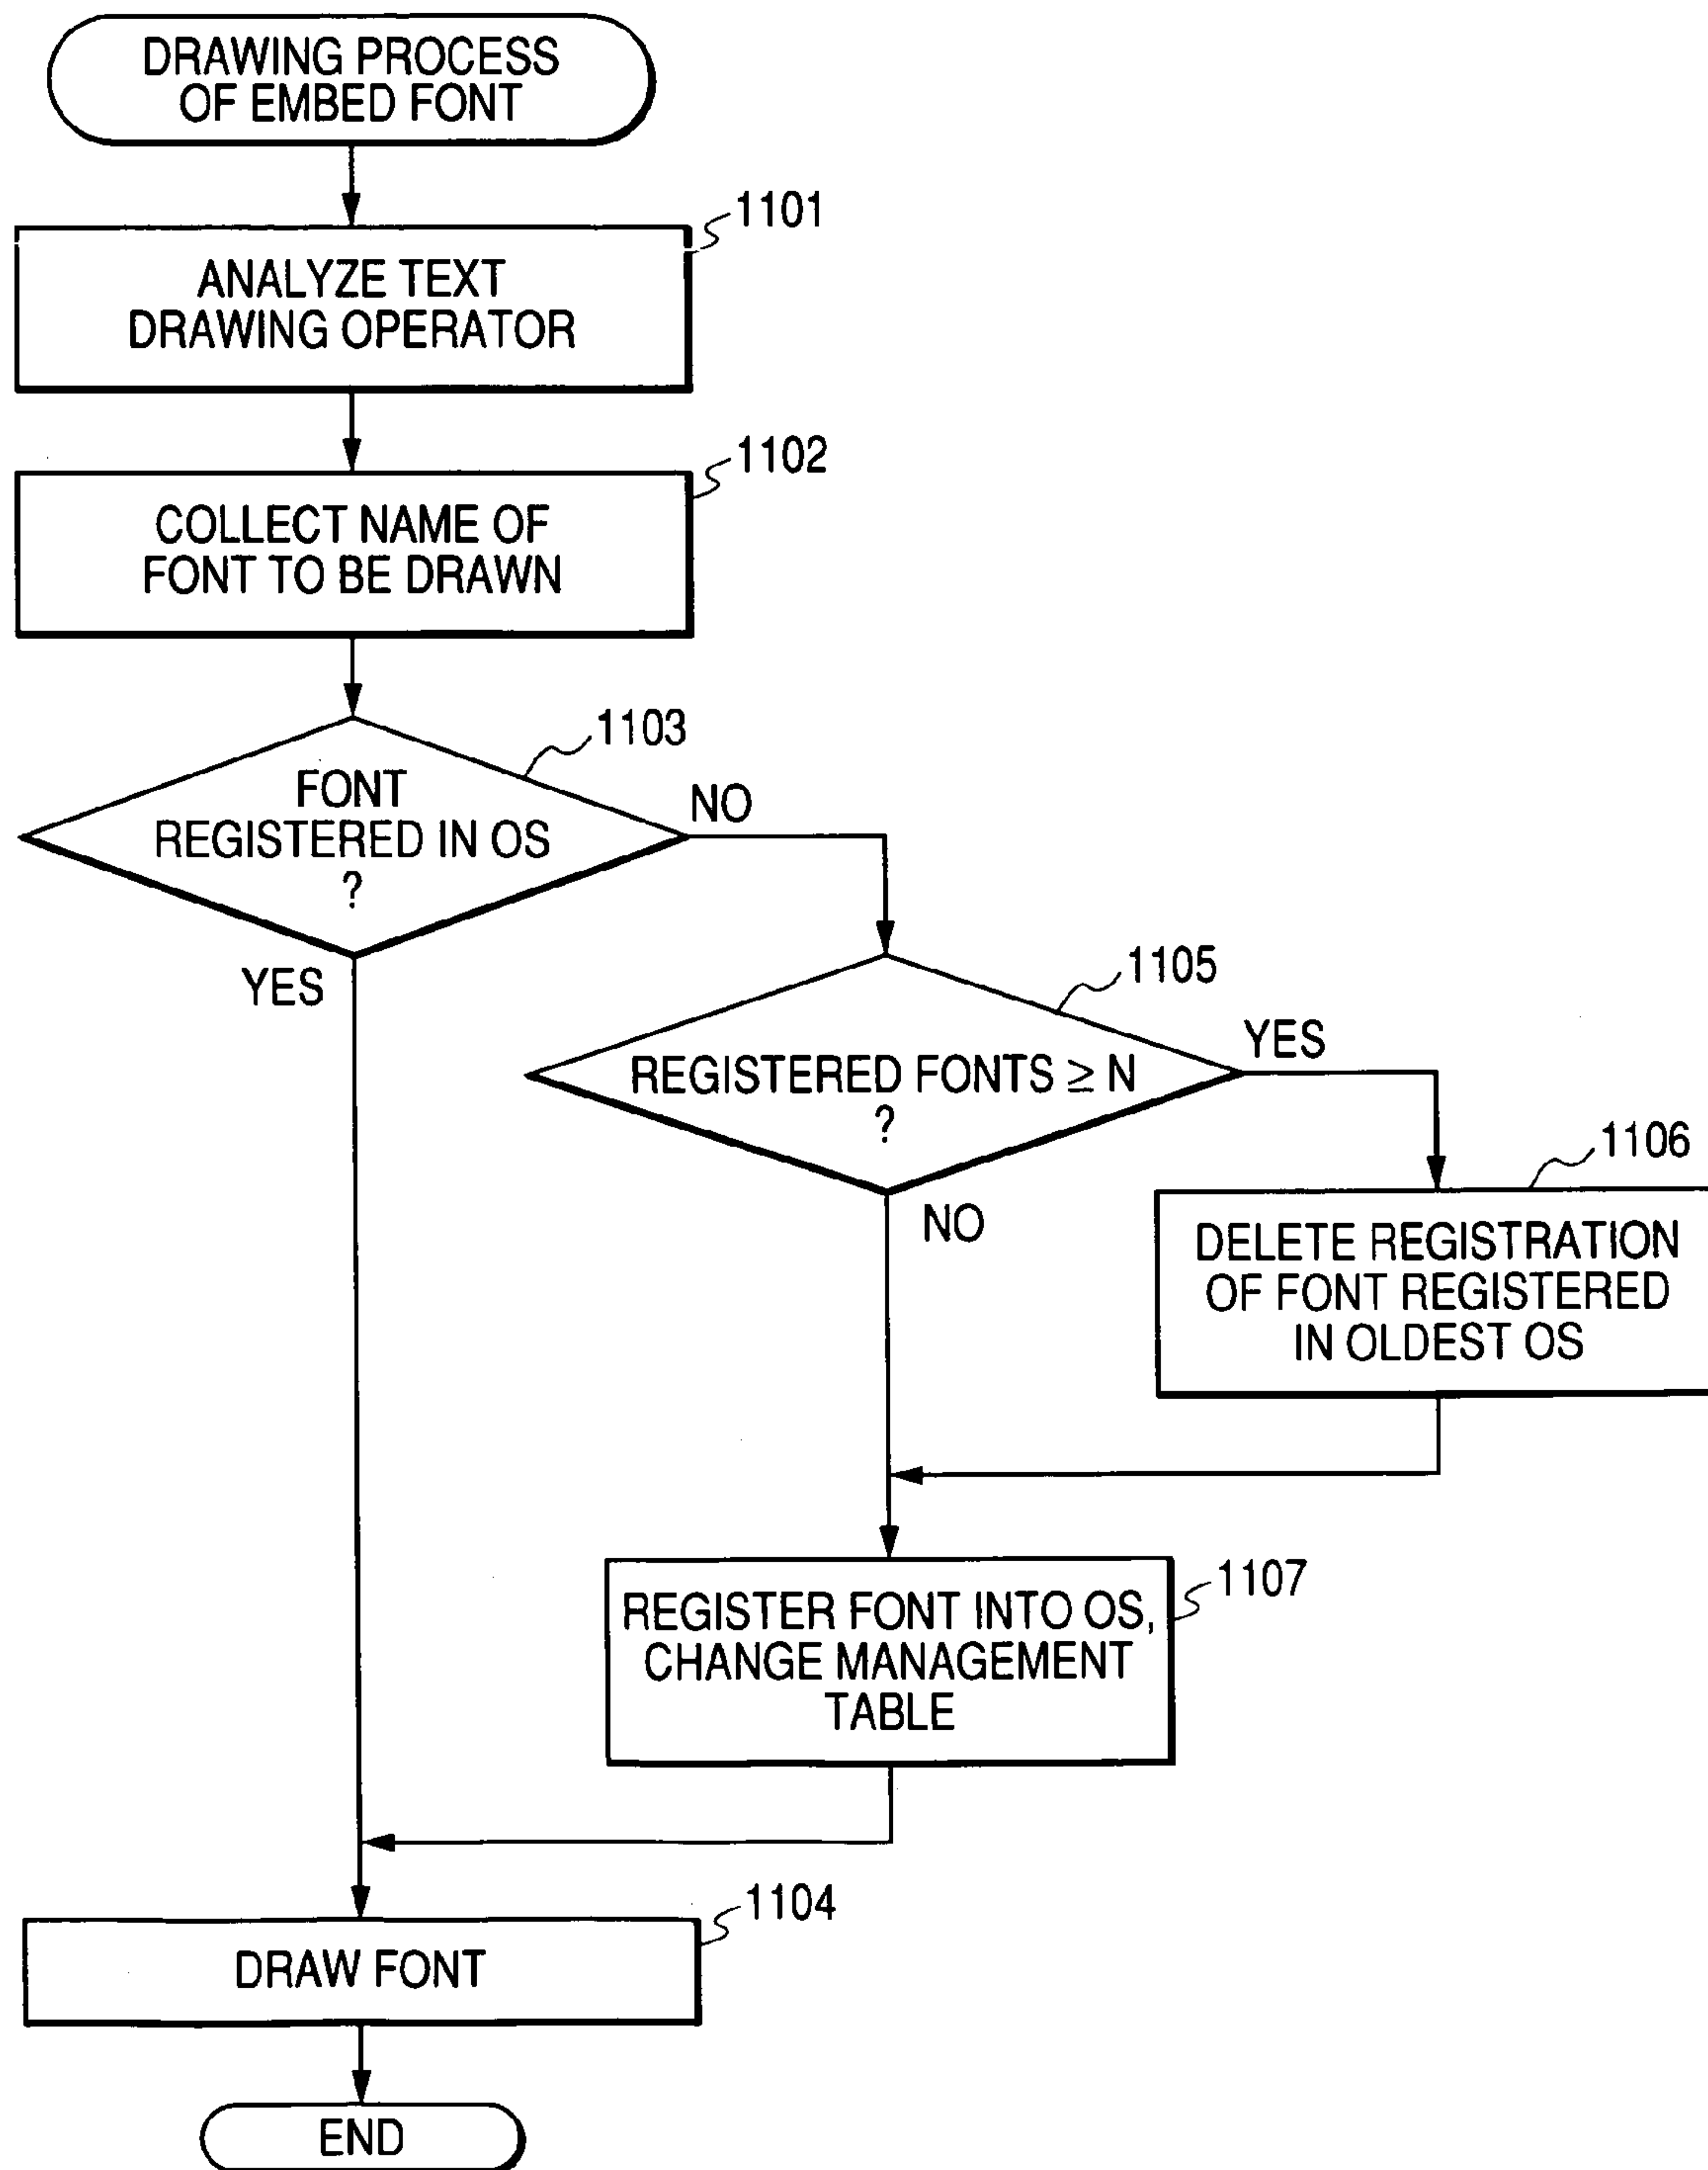 DRAWING PROCESS
OF EMBED FONT
1101
ANALYZE TEXT
DRAWING OPERATOR
1102
COLLECT NAME OF
FONT TO BE DRAWN
1103
FONT
REGISTERED IN OS
?
NO
YES
1105
REGISTERED FONTS ≥ N
?
YES
NO
1106
DELETE REGISTRATION
OF FONT REGISTERED
IN OLDEST OS
1107
REGISTER FONT INTO OS,
CHANGE MANAGEMENT
TABLE
1104
DRAW FONT
END